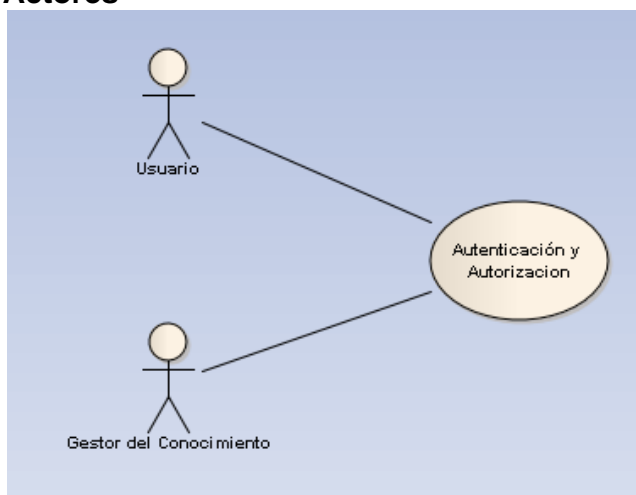 Actores
Usuario
Autenticación y
Autorizacion
Gestor del Conocimiento